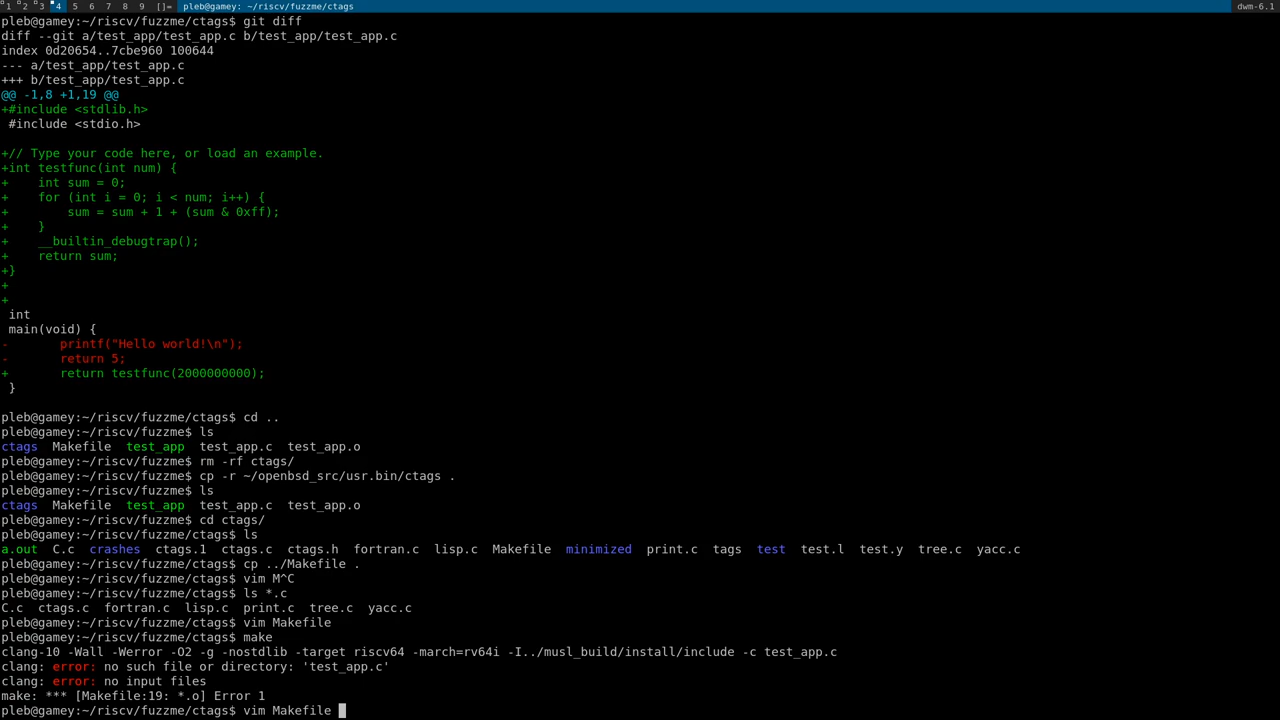 1 2 3 4 5 6 7 8 9 []= pleb@gamey: ~/riscv/fuzzme/ctags dwm-6.1
pleb@gamey:~/riscv/fuzzme/ctags$ git diff
diff --git a/test_app/test_app.c b/test_app/test_app.c
index 0d20654..7cbe960 100644
--- a/test_app/test_app.c
+++ b/test_app/test_app.c
@@ -1,8 +1,19 @@
+#include <stdlib.h>
 #include <stdio.h>
+// Type your code here, or load an example.
+int testfunc(int num) {
+    int sum = 0;
+    for (int i = 0; i < num; i++) {
+        sum = sum + 1 + (sum & 0xff);
+    }
+    __builtin_debugtrap();
+    return sum;
+}
+
+
 int
 main(void) {
-       printf("Hello world!\n");
-       return 5;
+       return testfunc(2000000000);
 }
pleb@gamey:~/riscv/fuzzme/ctags$ cd ..
pleb@gamey:~/riscv/fuzzme/ctags$ ls
ctags  Makefile  test_app  test_app.c  test_app.o
pleb@gamey:~/riscv/fuzzme/ctags$ rm -rf ctags/
pleb@gamey:~/riscv/fuzzme/ctags$ cp -r ~/openbsd_src/usr.bin/ctags .
pleb@gamey:~/riscv/fuzzme/ctags$ ls
ctags  Makefile  test_app  test_app.c  test_app.o
pleb@gamey:~/riscv/fuzzme/ctags$ cd ctags/
pleb@gamey:~/riscv/fuzzme/ctags$ ls
a.out  C.c  crashes  ctags.1  ctags.c  ctags.h  fortran.c  lisp.c  Makefile  minimized  print.c  tags  test  test.l  test.y  tree.c  yacc.c
pleb@gamey:~/riscv/fuzzme/ctags$ cp ../Makefile .
pleb@gamey:~/riscv/fuzzme/ctags$ vim M^C
pleb@gamey:~/riscv/fuzzme/ctags$ ls *.c
C.c  ctags.c  fortran.c  lisp.c  print.c  tree.c  yacc.c
pleb@gamey:~/riscv/fuzzme/ctags$ vim Makefile
pleb@gamey:~/riscv/fuzzme/ctags$ make
clang-10 -Wall -Werror -O2 -g -nostdlib -target riscv64 -march=rv64i -I../musl_build/install/include -c test_app.c
clang: error: no such file or directory: 'test_app.c'
clang: error: no input files
make: *** [Makefile:19: *.o] Error 1
pleb@gamey:~/riscv/fuzzme/ctags$ vim Makefile